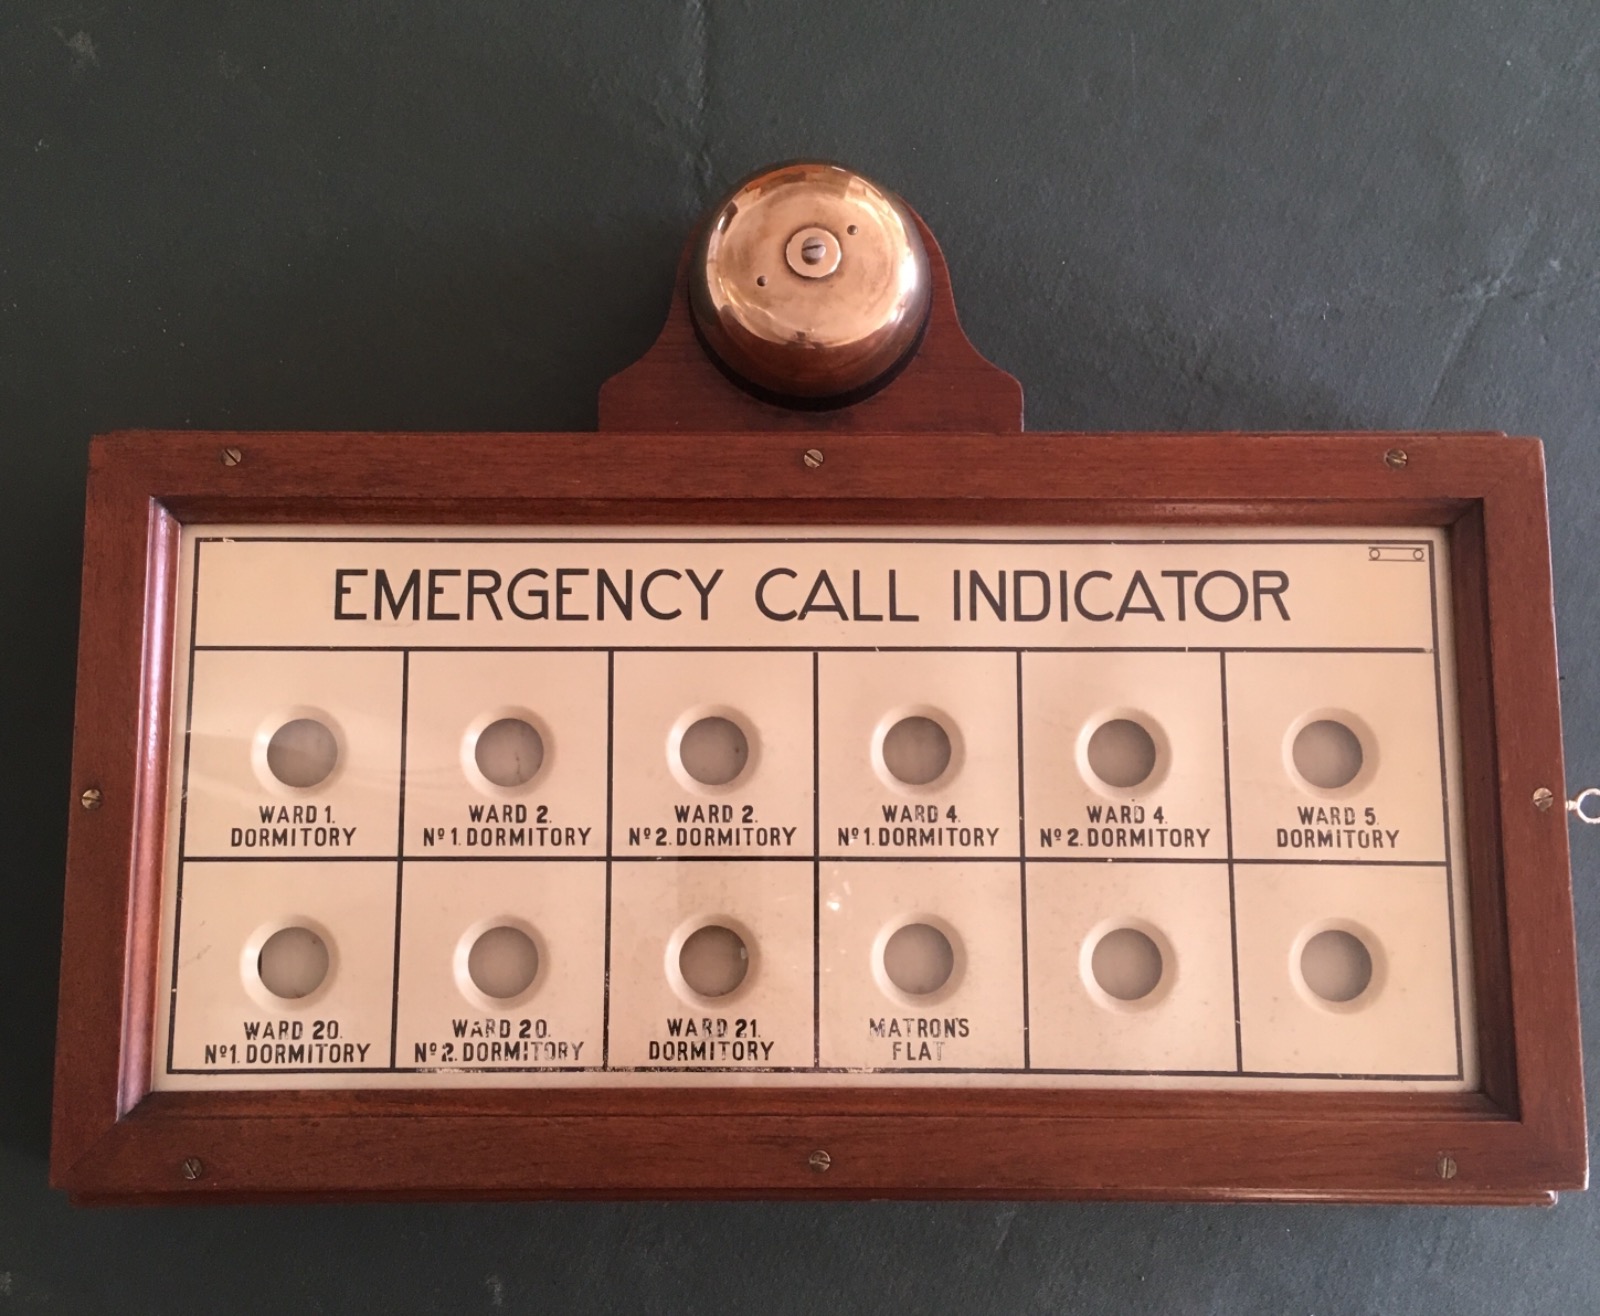 EMERGENCY CALL INDICATOR
WARD 1.
DORMITORY
WARD 2.
Nº 1. DORMITORY
WARD 2.
Nº 2. DORMITORY
WARD 4.
Nº 1. DORMITORY
WARD 4.
Nº 2. DORMITORY
WARD 5.
DORMITORY
WARD 20.
Nº 1. DORMITORY
WARD 20.
Nº 2. DORMITORY
WARD 21.
DORMITORY
MATRON'S
FLAT